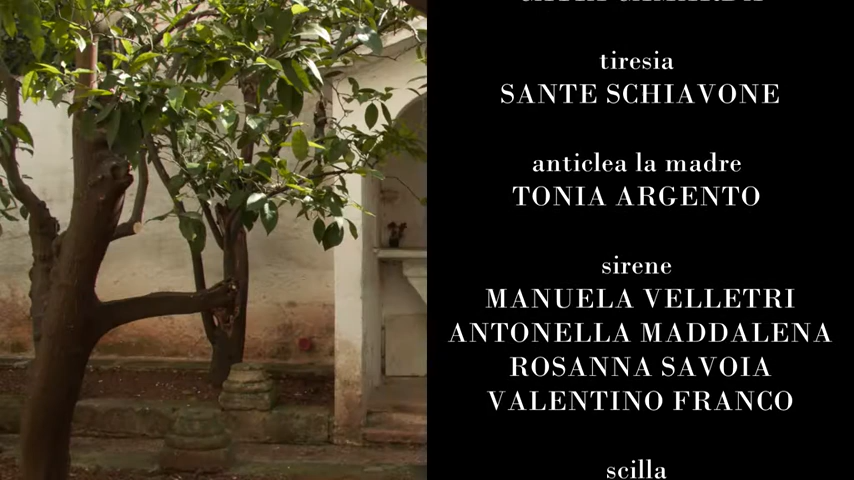 tiresia
SANTE SCHIAVONE
anticlea la madre
TONIA ARGENTO
sirene
MANUELA VELLETRI
ANTONELLA MADDALENA
ROSANNA SAVOIA
VALENTINO FRANCO
scilla